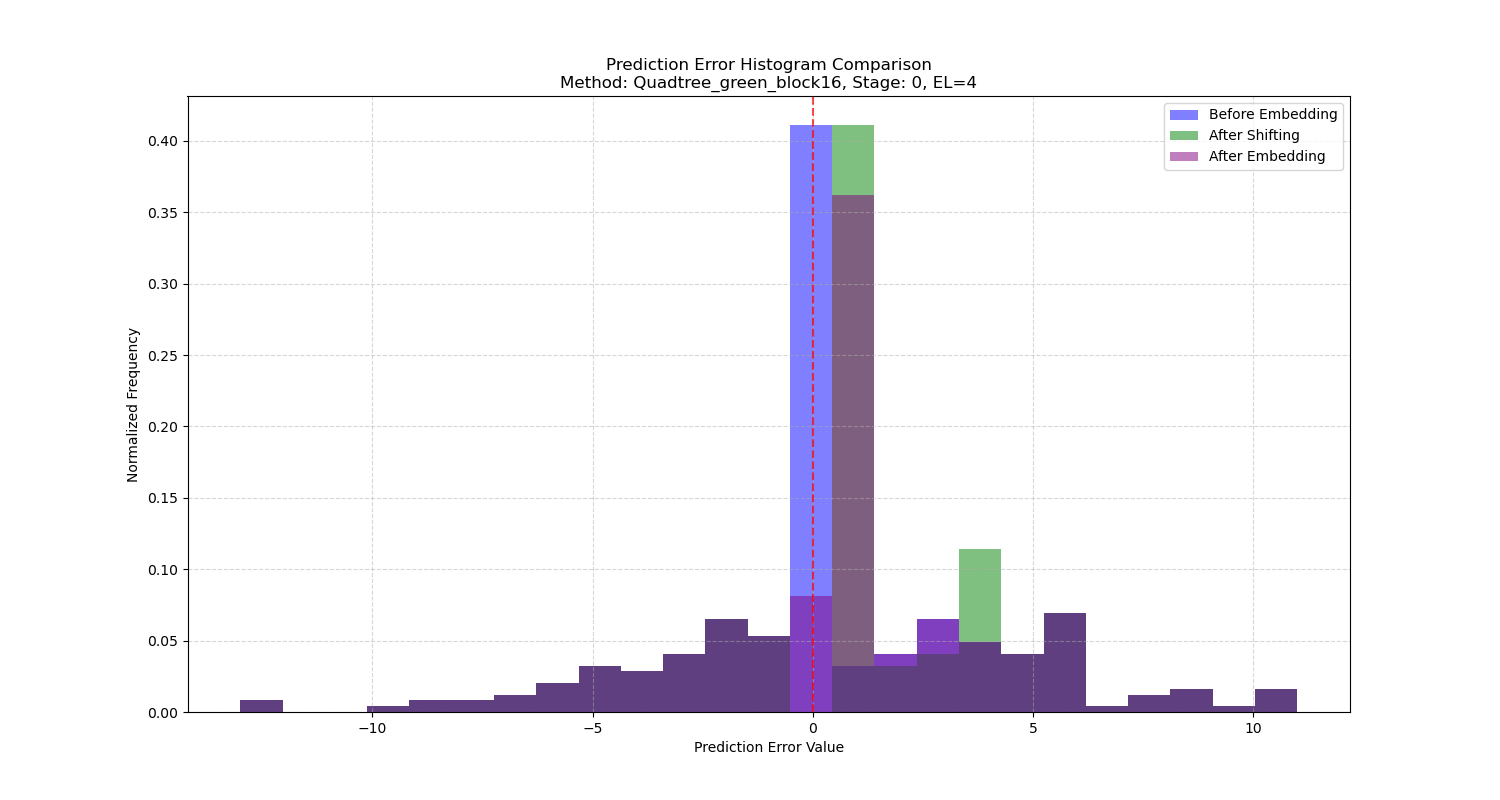 Prediction Error Histogram Comparison
Method: Quadtree_green_block16, Stage: 0, EL=4
Before Embedding
After Shifting
After Embedding
Normalized Frequency
0.40
0.35
0.30
0.25
0.20
0.15
0.10
0.05
0.00
−10
−5
0
5
10
Prediction Error Value